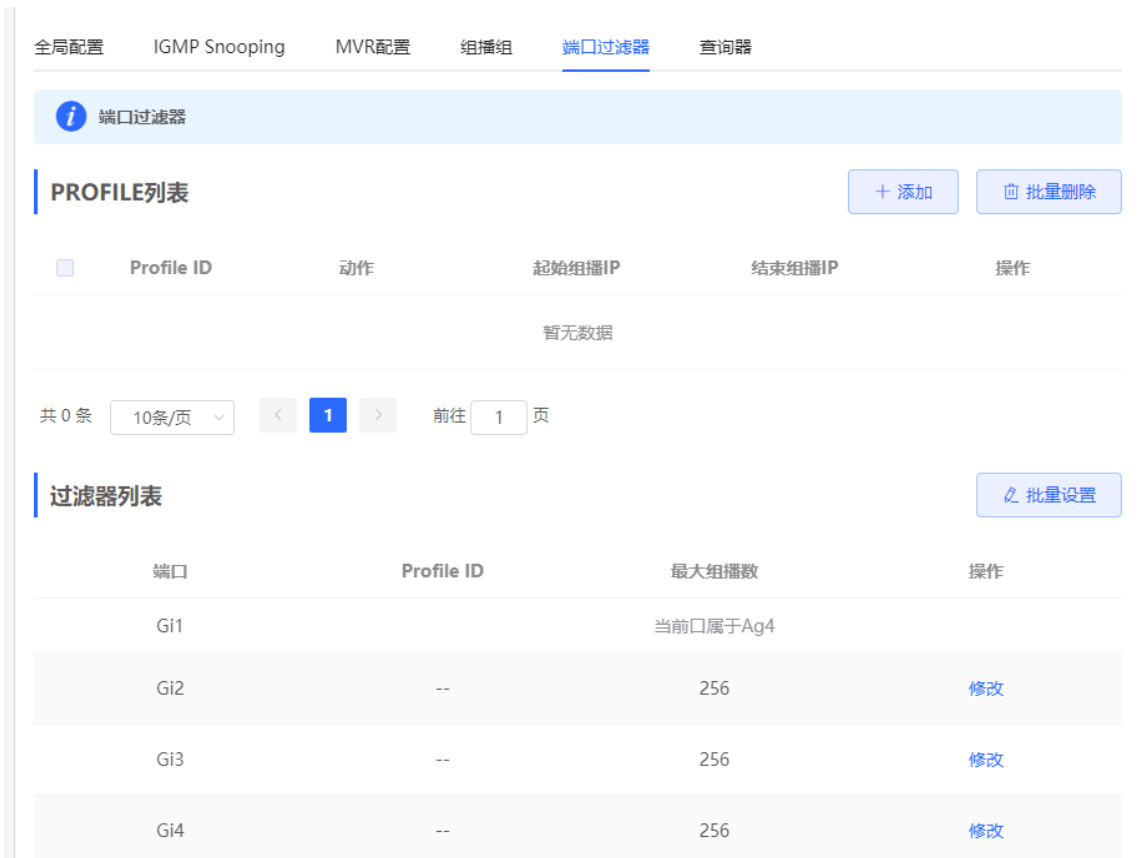 全局配置 IGMP Snooping MVR配置 组播组 端口过滤器 查询器
i 端口过滤器
PROFILE列表 + 添加 批量删除
Profile ID 动作 起始组播IP 结束组播IP 操作
暂无数据
共 0 条 10条/页 < 1 > 前往 1 页
过滤器列表 批量设置
端口 Profile ID 最大组播数 操作
Gi1 当前口属于Ag4
Gi2 -- 256 修改
Gi3 -- 256 修改
Gi4 -- 256 修改